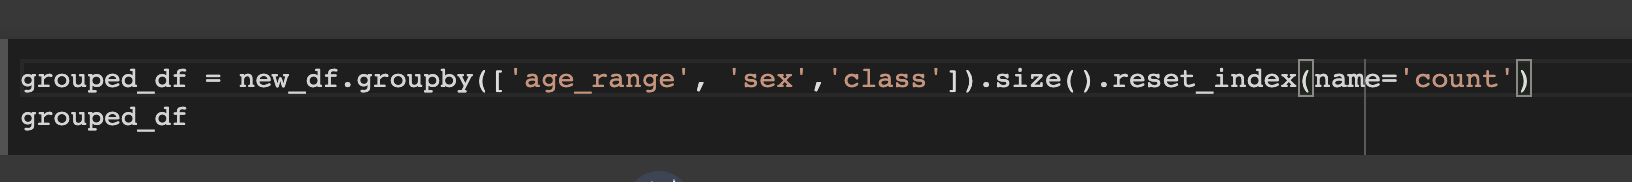 grouped_df = new_df.groupby(['age_range', 'sex','class']).size().reset_index(name='count')
grouped_df